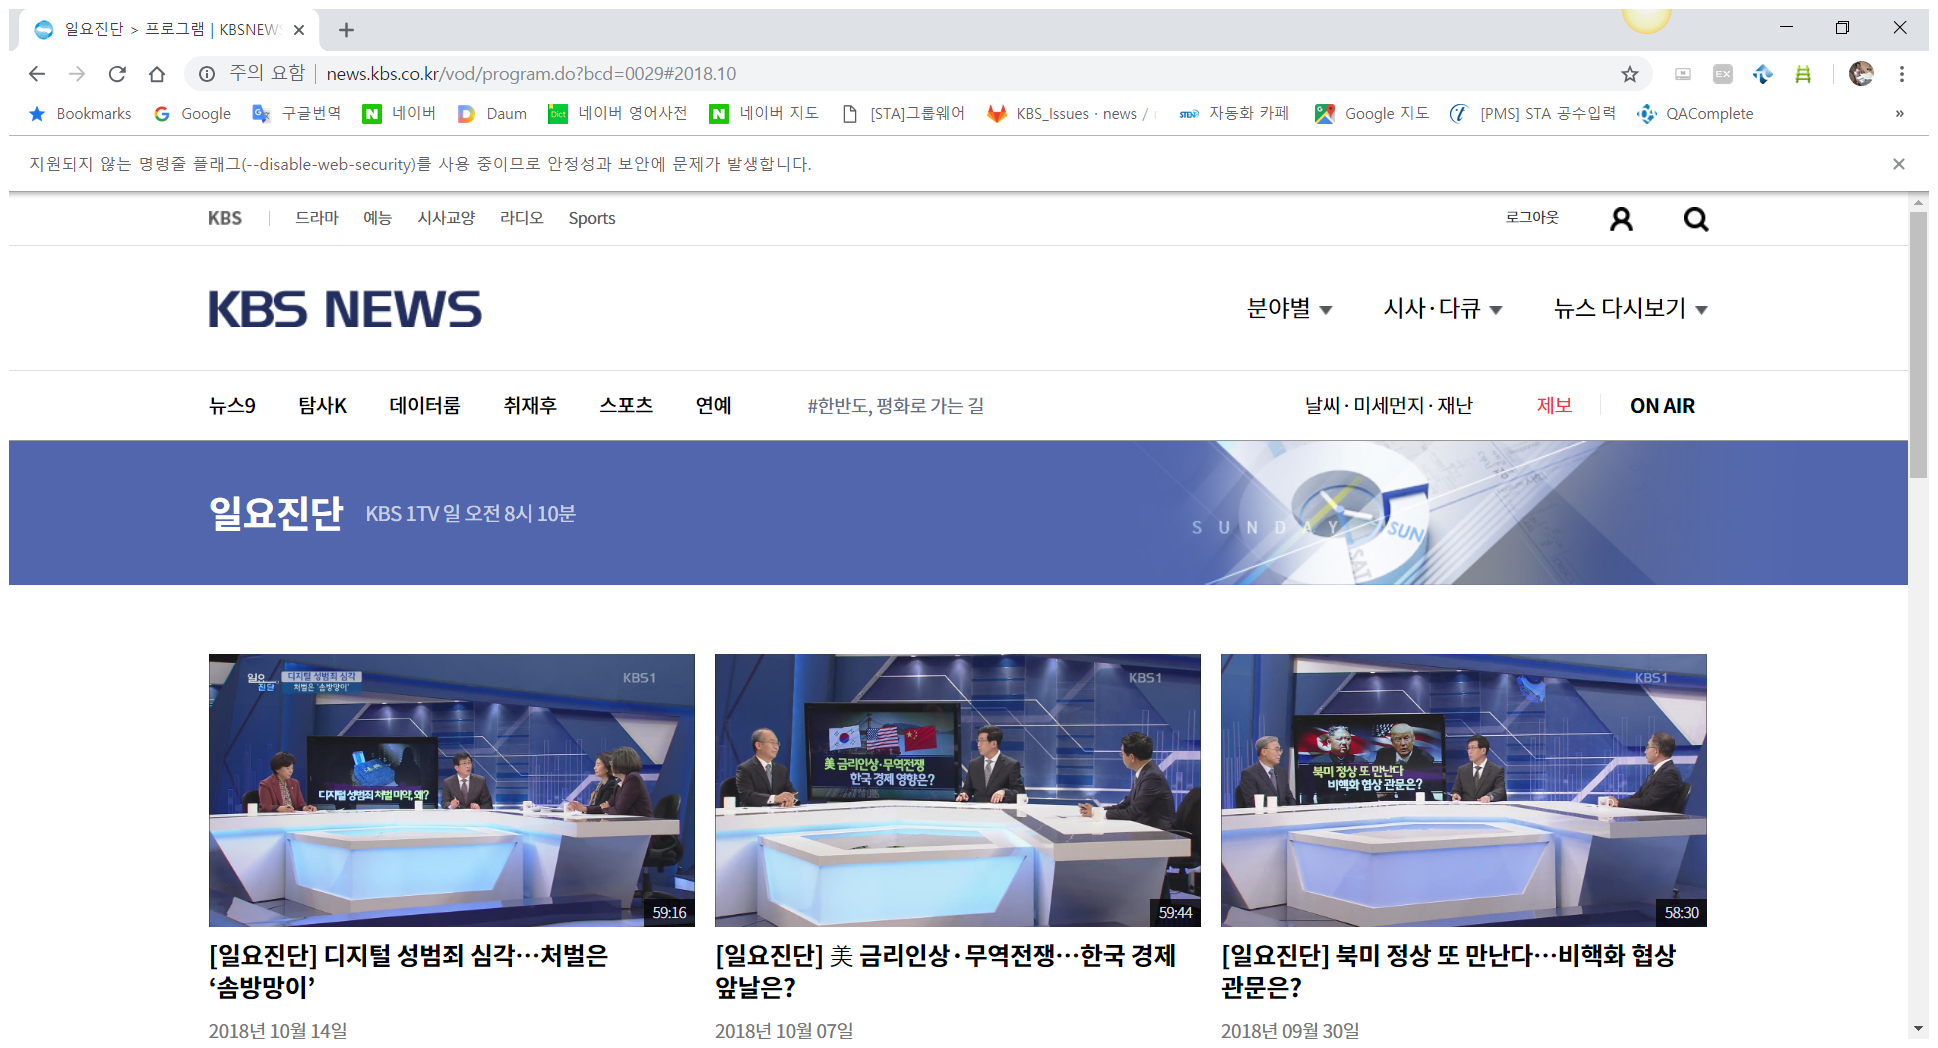 일요진단 > 프로그램 | KBSNEWS
주의 요함 | news.kbs.co.kr/vod/program.do?bcd=0029#2018.10
EX
Bookmarks Google 구글번역 네이버 Daum 네이버 영어사전 네이버 지도 [STA]그룹웨어 KBS_Issues · news / 자동화 카페 Google 지도 [PMS] STA 공수입력 QAComplete »
지원되지 않는 명령줄 플래그(--disable-web-security)를 사용 중이므로 안정성과 보안에 문제가 발생합니다.
KBS 드라마 예능 시사교양 라디오 Sports 로그아웃
KBS NEWS 분야별 시사·다큐 뉴스 다시보기
뉴스9 탐사K 데이터룸 취재후 스포츠 연예 #한반도, 평화로 가는 길 날씨·미세먼지·재난 제보 ON AIR
일요진단 KBS 1TV 일 오전 8시 10분
SUNDAY SUN SAT
일요진단 디지털 성범죄 심각 처벌은 '솜방망이' KBS1
디지털 성범죄 처벌 미약, 왜?
59:16
KBS1
美 금리인상·무역전쟁
한국 경제 영향은?
59:44
KBS1
북미 정상 또 만난다
비핵화 협상 관문은?
58:30
[일요진단] 디지털 성범죄 심각…처벌은
‘솜방망이’
2018년 10월 14일
[일요진단] 美 금리인상·무역전쟁…한국 경제
앞날은?
2018년 10월 07일
[일요진단] 북미 정상 또 만난다…비핵화 협상
관문은?
2018년 09월 30일